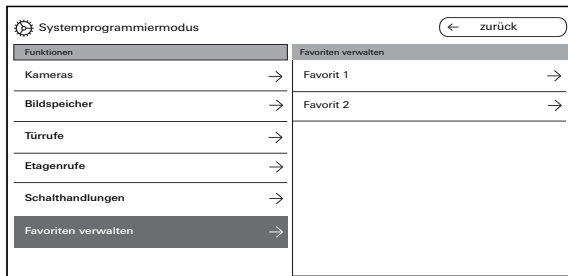 Systemprogrammiermodus
← zurück
Funktionen
Kameras →
Bildspeicher →
Türrufe →
Etagenrufe →
Schalthandlungen →
Favoriten verwalten →
Favoriten verwalten
Favorit 1 →
Favorit 2 →